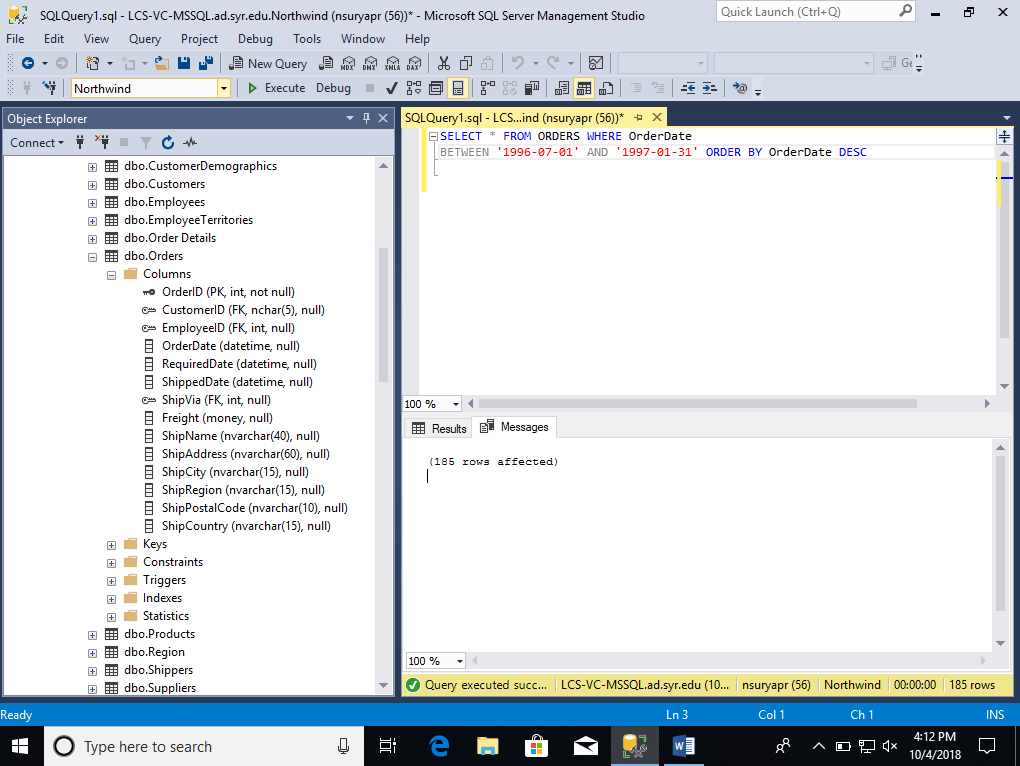 SQLQuery1.sql - LCS-VC-MSSQL.ad.syr.edu.Northwind (nsuryapr (56))* - Microsoft SQL Server Management Studio
Quick Launch (Ctrl+Q)
File Edit View Query Project Debug Tools Window Help
New Query
MDX DMX XMLA DAX
Northwind Execute Debug
Object Explorer
Connect
dbo.CustomerDemographics
dbo.Customers
dbo.Employees
dbo.EmployeeTerritories
dbo.Order Details
dbo.Orders
Columns
OrderID (PK, int, not null)
CustomerID (FK, nchar(5), null)
EmployeeID (FK, int, null)
OrderDate (datetime, null)
RequiredDate (datetime, null)
ShippedDate (datetime, null)
ShipVia (FK, int, null)
Freight (money, null)
ShipName (nvarchar(40), null)
ShipAddress (nvarchar(60), null)
ShipCity (nvarchar(15), null)
ShipRegion (nvarchar(15), null)
ShipPostalCode (nvarchar(10), null)
ShipCountry (nvarchar(15), null)
Keys
Constraints
Triggers
Indexes
Statistics
dbo.Products
dbo.Region
dbo.Shippers
dbo.Suppliers
SQLQuery1.sql - LCS...ind (nsuryapr (56))*
SELECT * FROM ORDERS WHERE OrderDate
BETWEEN '1996-07-01' AND '1997-01-31' ORDER BY OrderDate DESC
100 %
Results Messages
(185 rows affected)
100 %
Query executed succ... LCS-VC-MSSQL.ad.syr.edu (10... nsuryapr (56) Northwind 00:00:00 185 rows
Ready Ln 3 Col 1 Ch 1 INS
Type here to search
4:12 PM
10/4/2018